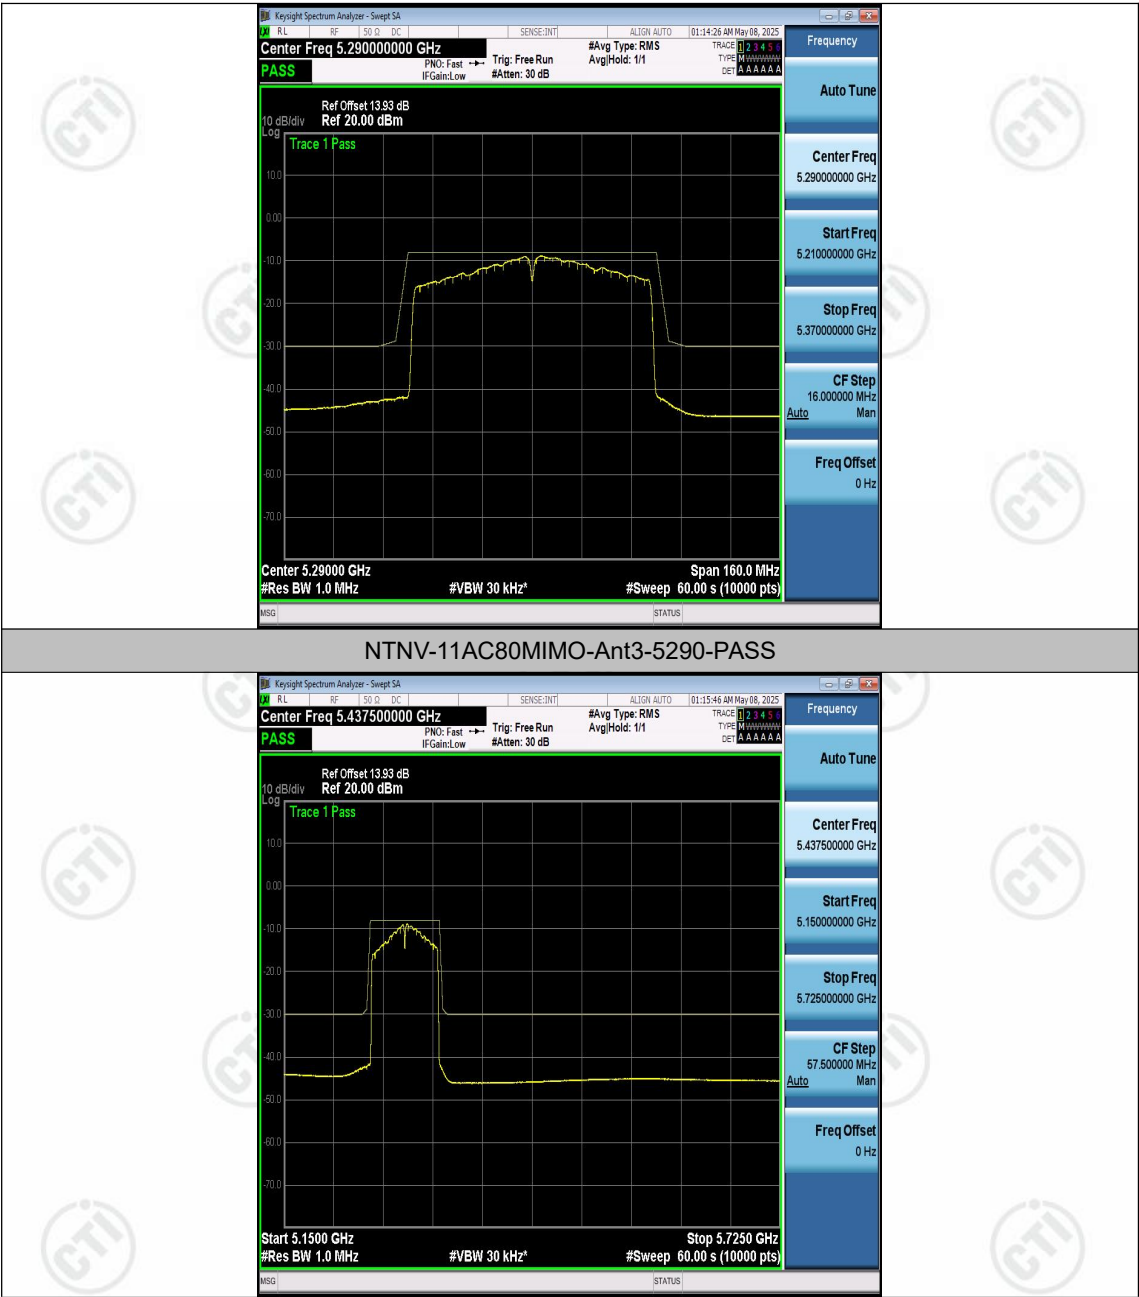 Keysight Spectrum Analyzer - Swept SA
RL RF 50 Ω DC SENSE:INT ALIGN AUTO 01:14:26 AM May 08, 2025
Center Freq 5.290000000 GHz
PASS
PNO: Fast
IFGain:Low
Trig: Free Run
#Atten: 30 dB
#Avg Type: RMS
Avg|Hold: 1/1
TRACE 1 2 3 4 5 6
TYPE M WWWWW
DET A A A A A A
Ref Offset 13.93 dB
10 dB/div Ref 20.00 dBm
Log
Trace 1 Pass
10.0
0.00
-10.0
-20.0
-30.0
-40.0
-50.0
-60.0
-70.0
Center 5.29000 GHz Span 160.0 MHz
#Res BW 1.0 MHz #VBW 30 kHz* #Sweep 60.00 s (10000 pts)
MSG STATUS
Frequency
Auto Tune
Center Freq
5.290000000 GHz
Start Freq
5.210000000 GHz
Stop Freq
5.370000000 GHz
CF Step
16.000000 MHz
Auto Man
Freq Offset
0 Hz
NTNV-11AC80MIMO-Ant3-5290-PASS
Keysight Spectrum Analyzer - Swept SA
RL RF 50 Ω DC SENSE:INT ALIGN AUTO 01:15:46 AM May 08, 2025
Center Freq 5.437500000 GHz
PASS
PNO: Fast
IFGain:Low
Trig: Free Run
#Atten: 30 dB
#Avg Type: RMS
Avg|Hold: 1/1
TRACE 1 2 3 4 5 6
TYPE M WWWWW
DET A A A A A A
Ref Offset 13.93 dB
10 dB/div Ref 20.00 dBm
Log
Trace 1 Pass
10.0
0.00
-10.0
-20.0
-30.0
-40.0
-50.0
-60.0
-70.0
Start 5.1500 GHz Stop 5.7250 GHz
#Res BW 1.0 MHz #VBW 30 kHz* #Sweep 60.00 s (10000 pts)
MSG STATUS
Frequency
Auto Tune
Center Freq
5.437500000 GHz
Start Freq
5.150000000 GHz
Stop Freq
5.725000000 GHz
CF Step
57.500000 MHz
Auto Man
Freq Offset
0 Hz
CTI
CTI
CTI
CTI
CTI
CTI
CTI
CTI
CTI
CTI